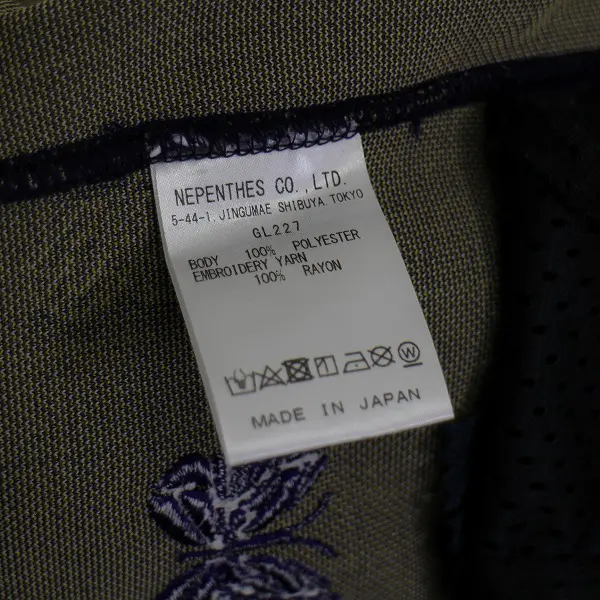 NEPENTHES CO.,LTD.
5-44-1,JINGUMAE SHIBUYA TOKYO
GL227
BODY 100% POLYESTER
EMBROIDERY YARN
100% RAYON
MADE IN JAPAN